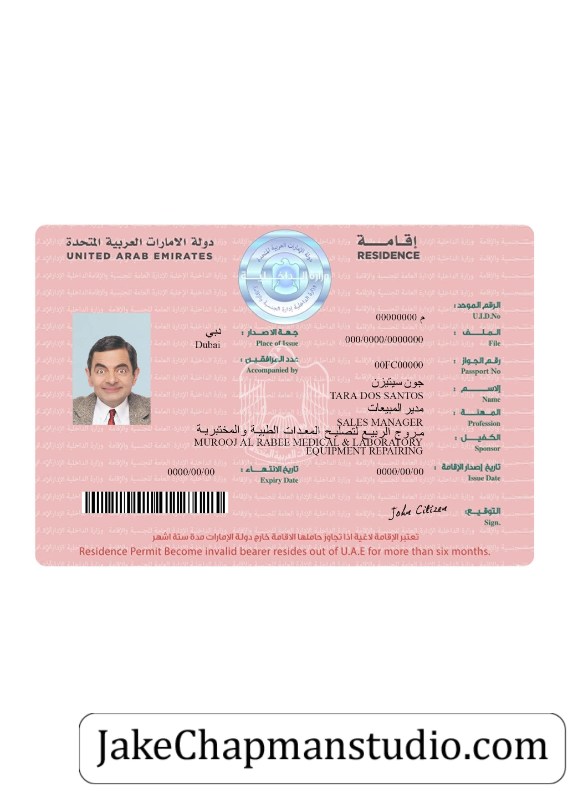 دولة الامارات العربية المتحدة
UNITED ARAB EMIRATES
إقامة
RESIDENCE
الرقم الموحد :
م 00000000
U.I.D.No
دبي
جهة الاصدار :
الملف :
Dubai
Place of Issue
000/0000/0000000
File
عدد المرافقين :
رقم الجواز :
Accompanied by
00FC00000
Passport No
جون سيتيزن
الاسم :
TARA DOS SANTOS
Name
مدير المبيعات
المهنة :
SALES MANAGER
Profession
مروج الربيع لتصليح المعدات الطبية والمختبرية
الكفيل :
MUROOJ AL RABEE MEDICAL & LABORATORY
EQUIPMENT REPAIRING
Sponsor
0000/00/00
تاريخ الانتهاء :
Expiry Date
0000/00/00
تاريخ إصدار الإقامة :
Issue Date
John Citizen
التوقيع :
Sign.
تعتبر الإقامة لاغية اذا تجاوز حاملها الاقامة خارج دولة الإمارات مدة ستة اشهر
Residence Permit Become invalid bearer resides out of U.A.E for more than six months.
JakeChapmanstudio.com